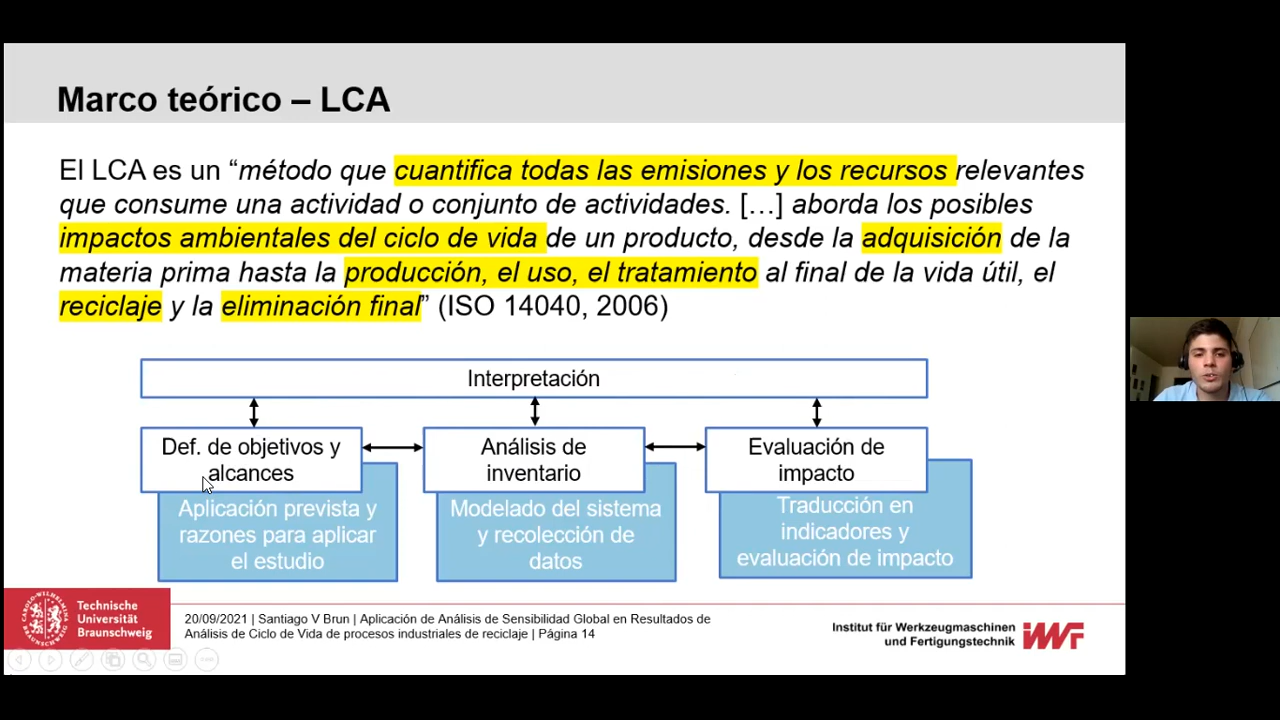 Marco teórico – LCA
El LCA es un “método que cuantifica todas las emisiones y los recursos relevantes
que consume una actividad o conjunto de actividades. […] aborda los posibles
impactos ambientales del ciclo de vida de un producto, desde la adquisición de la
materia prima hasta la producción, el uso, el tratamiento al final de la vida útil, el
reciclaje y la eliminación final” (ISO 14040, 2006)
Interpretación
Def. de objetivos y
alcances
Aplicación prevista y
razones para aplicar
el estudio
Análisis de
inventario
Modelado del sistema
y recolección de
datos
Evaluación de
impacto
Traducción en
indicadores y
evaluación de impacto
Technische
Universität
Braunschweig
20/09/2021 | Santiago V Brun | Aplicación de Análisis de Sensibilidad Global en Resultados de
Análisis de Ciclo de Vida de procesos industriales de reciclaje | Página 14
Institut für Werkzeugmaschinen
und Fertigungstechnik
iWF